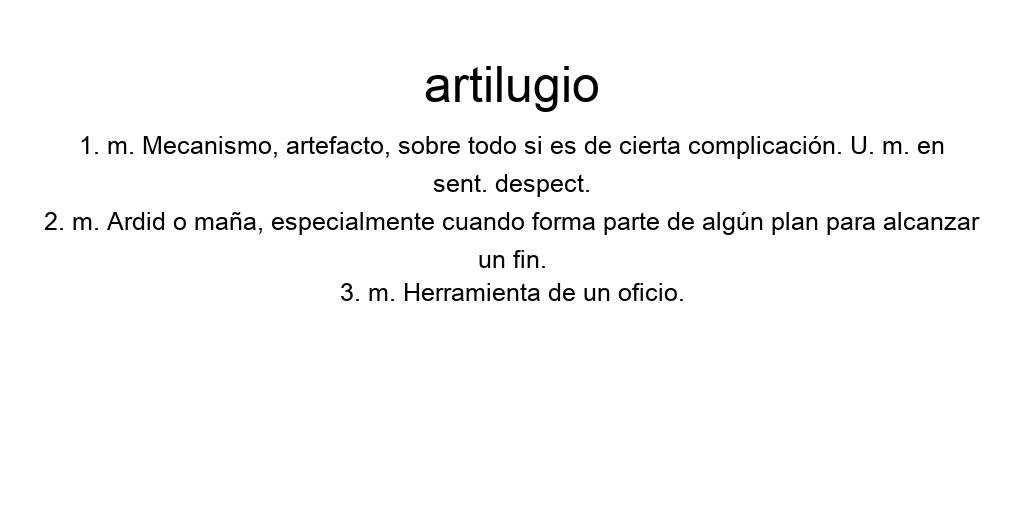 artilugio
1. m. Mecanismo, artefacto, sobre todo si es de cierta complicación. U. m. en
sent. despect.
2. m. Ardid o maña, especialmente cuando forma parte de algún plan para alcanzar
un fin.
3. m. Herramienta de un oficio.